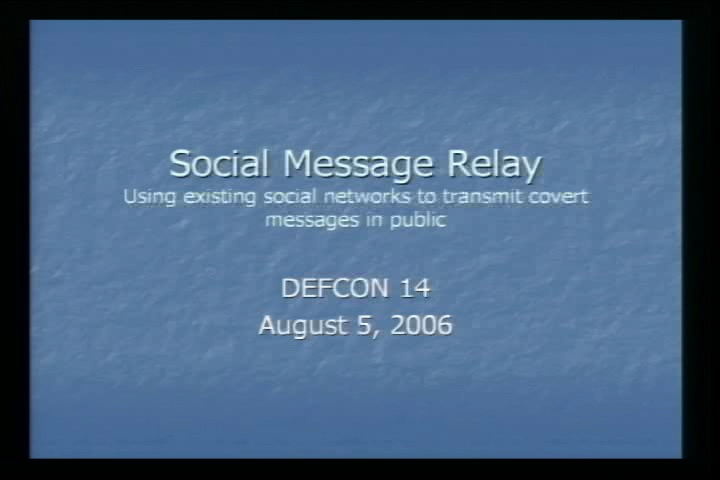 Social Message Relay
Using existing social networks to transmit covert
messages in public
DEFCON 14
August 5, 2006